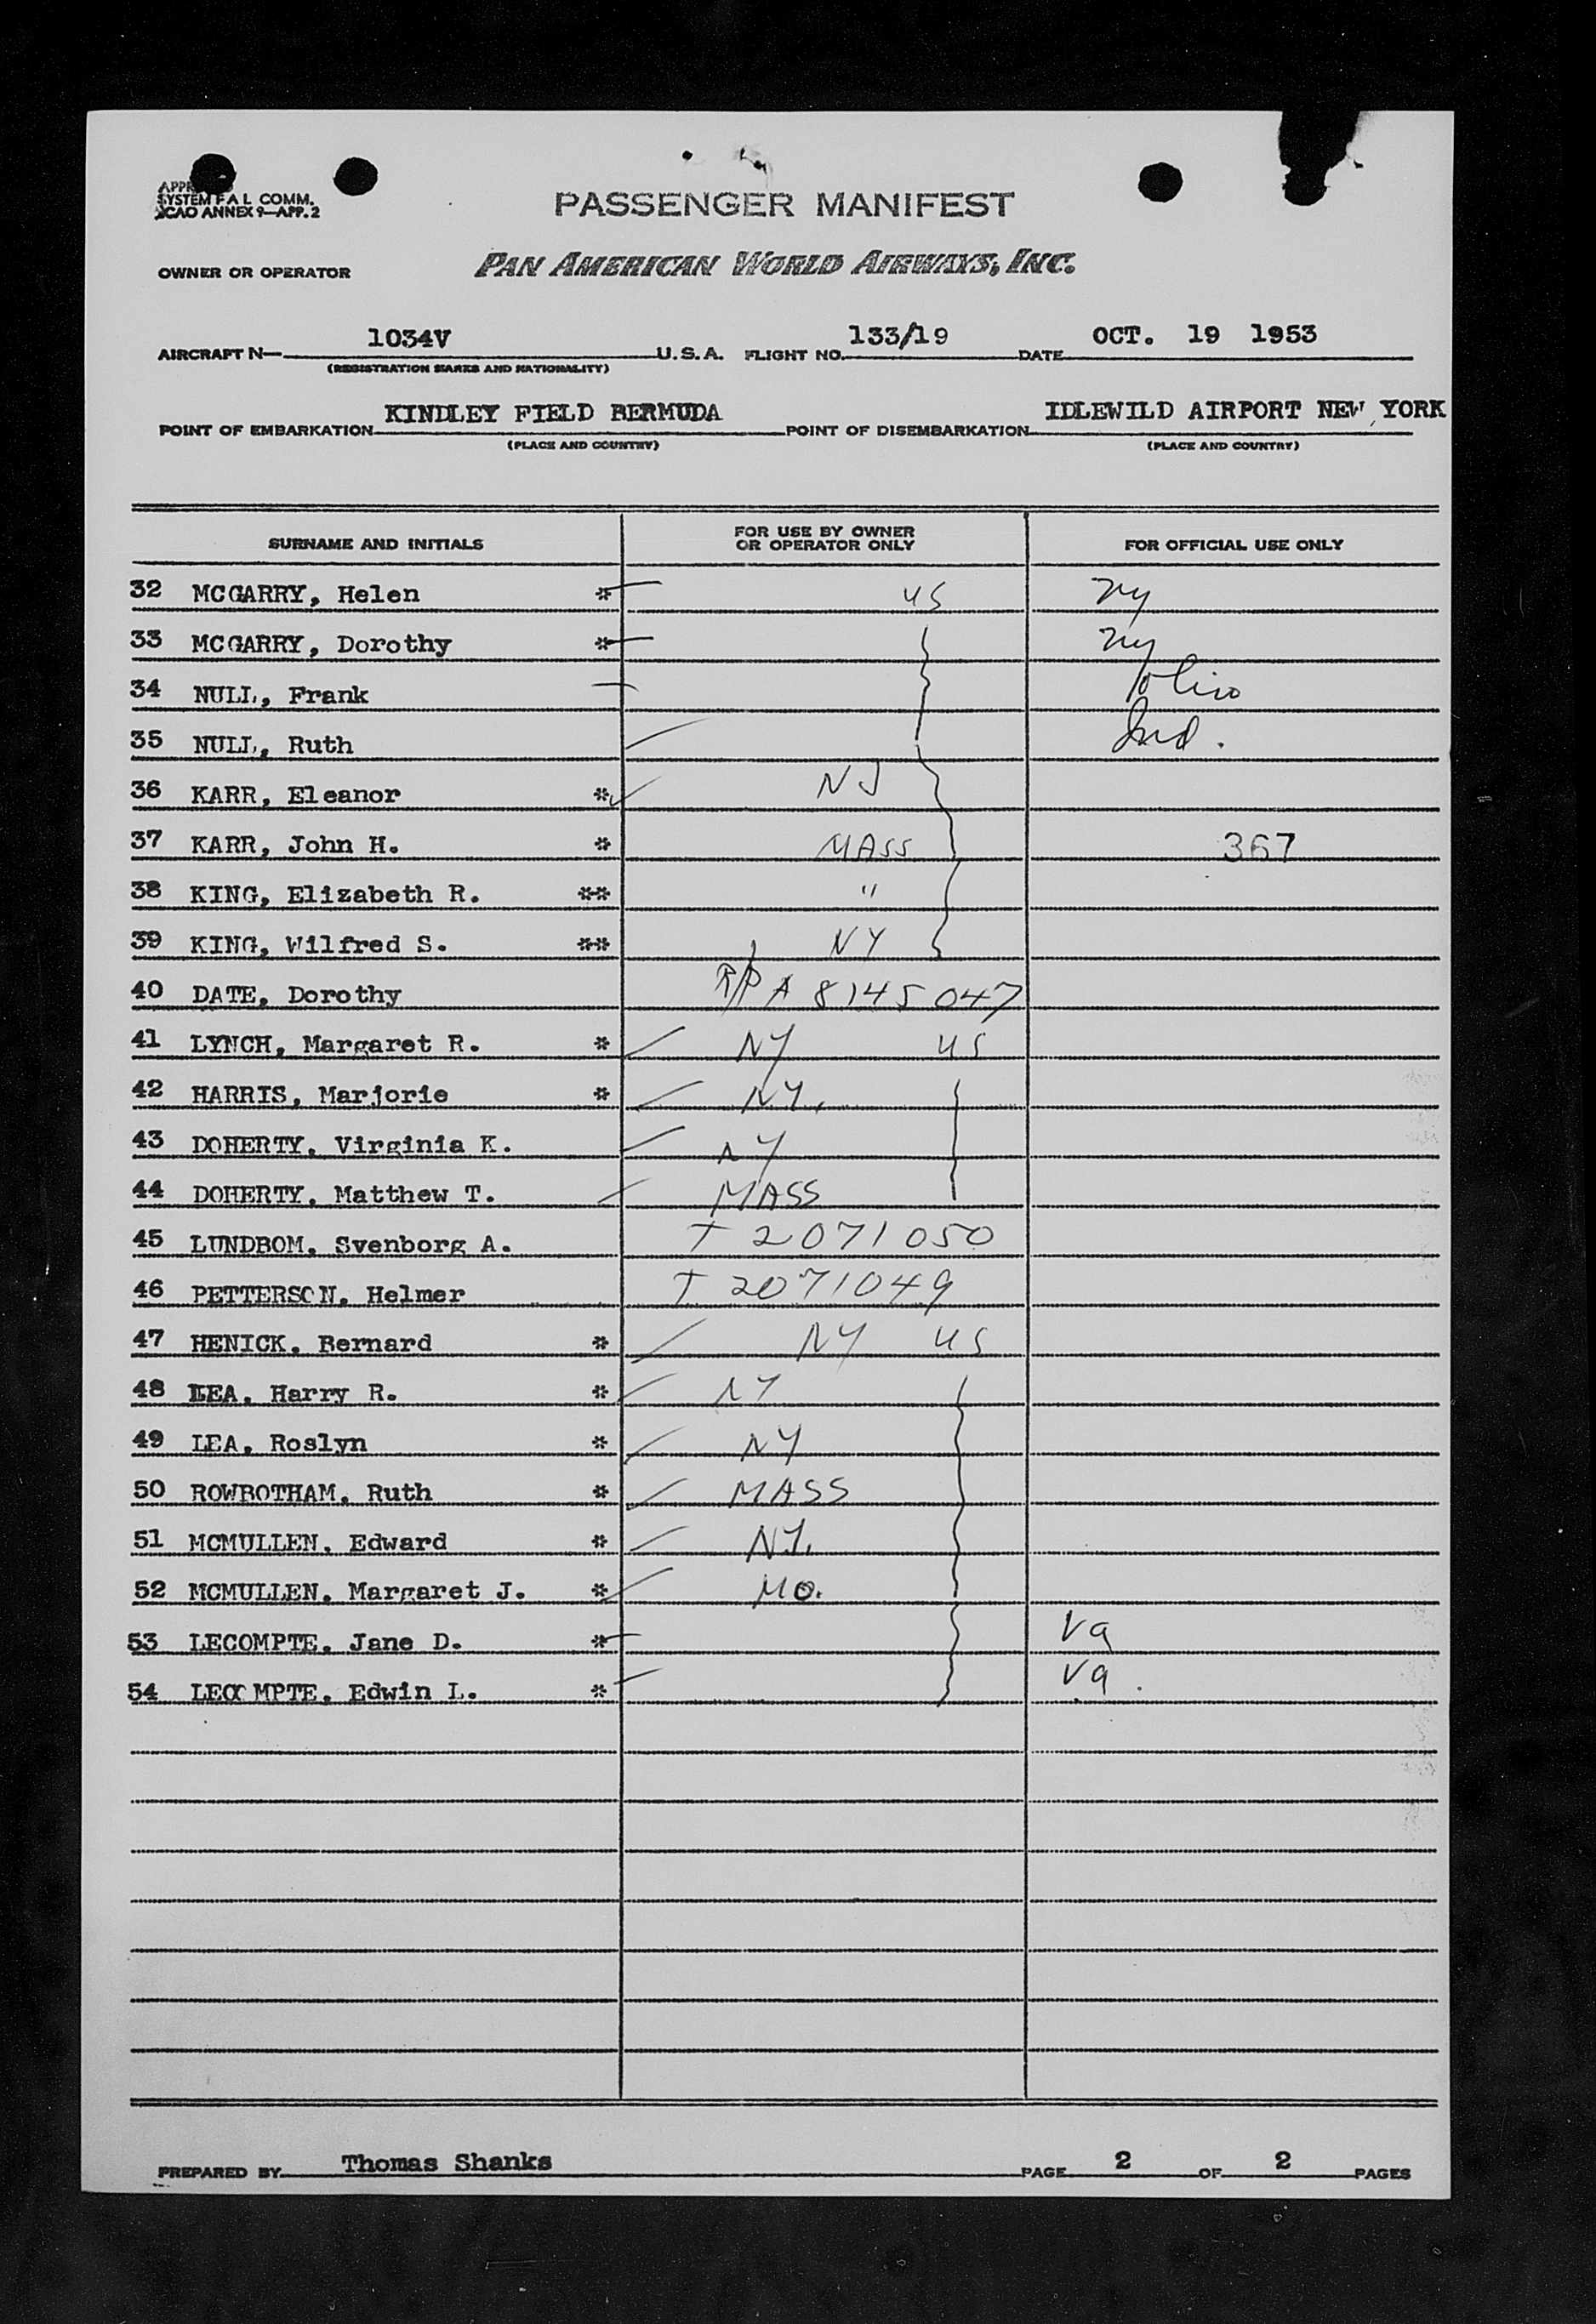 SYSTEM F A L COMM.
ICAO ANNEX 9—APP. 2
PASSENGER MANIFEST
OWNER OR OPERATOR PAN AMERICAN WORLD AIRWAYS, INC.
AIRCRAFT N— 1034V U.S.A. FLIGHT NO. 133/19 DATE OCT. 19 1953
(REGISTRATION MARKS AND NATIONALITY)
POINT OF EMBARKATION KINDLEY FIELD BERMUDA POINT OF DISEMBARKATION IDLEWILD AIRPORT NEW YORK
(PLACE AND COUNTRY) (PLACE AND COUNTRY)
SURNAME AND INITIALS FOR USE BY OWNER OR OPERATOR ONLY FOR OFFICIAL USE ONLY
32 MCGARRY, Helen * US Ny
33 MCGARRY, Dorothy * Ny
34 NULL, Frank Ohio
35 NULL, Ruth Ind.
36 KARR, Eleanor * NJ
37 KARR, John H. * MASS 367
38 KING, Elizabeth R. ** "
39 KING, Wilfred S. ** NY
40 DATE, Dorothy R/P A 8145047
41 LYNCH, Margaret R. * NY US
42 HARRIS, Marjorie * NY.
43 DOHERTY, Virginia K. NY
44 DOHERTY, Matthew T. MASS
45 LUNDBOM, Svenborg A. T 2071050
46 PETTERSON, Helmer T 2071049
47 HENICK, Bernard * NY US
48 LEA, Harry R. * NY
49 LEA, Roslyn * NY
50 ROWBOTHAM, Ruth * MASS
51 MCMULLEN, Edward * NY.
52 MCMULLEN, Margaret J. * MO.
53 LECOMPTE, Jane D. * Va
54 LECOMPTE, Edwin L. * Va.
PREPARED BY Thomas Shanks PAGE 2 OF 2 PAGES